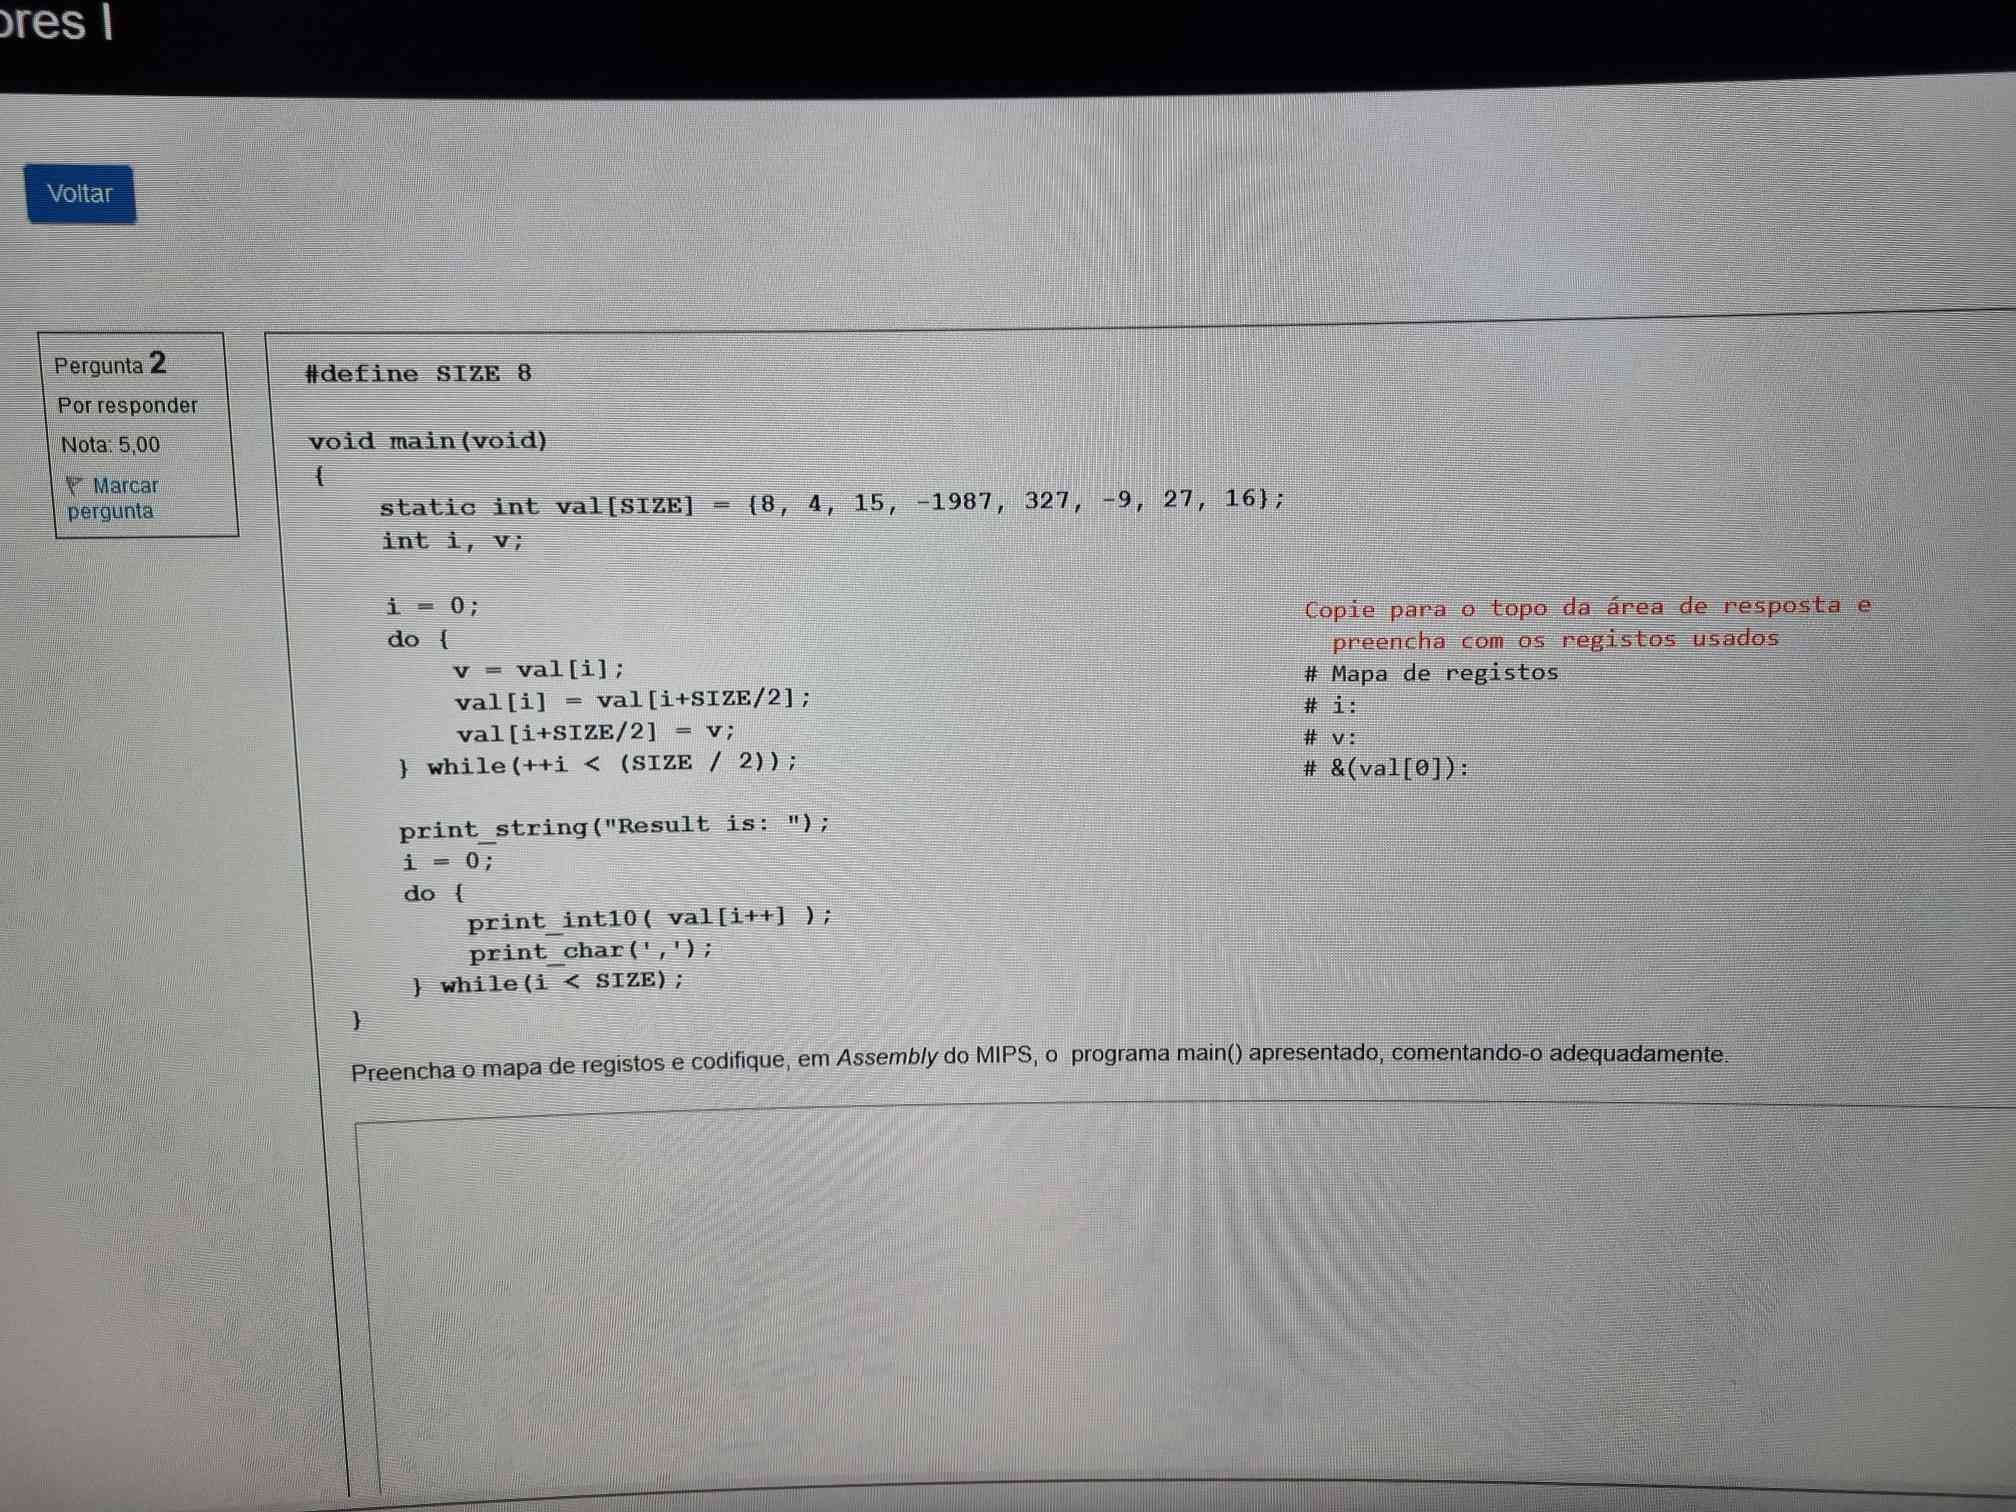 ores I
Voltar
Pergunta 2
Por responder
Nota: 5,00
Marcar
pergunta
#define SIZE 8
void main(void)
{
static int val[SIZE] = {8, 4, 15, -1987, 327, -9, 27, 16};
int i, v;
i = 0;
do {
v = val[i];
val[i] = val[i+SIZE/2];
val[i+SIZE/2] = v;
} while(++i < (SIZE / 2));
print_string("Result is: ");
i = 0;
do {
print_int10( val[i++] );
print_char(',');
} while(i < SIZE);
}
Copie para o topo da área de resposta e
preencha com os registos usados
# Mapa de registos
# i:
# v:
# &(val[0]):
Preencha o mapa de registos e codifique, em Assembly do MIPS, o programa main() apresentado, comentando-o adequadamente.